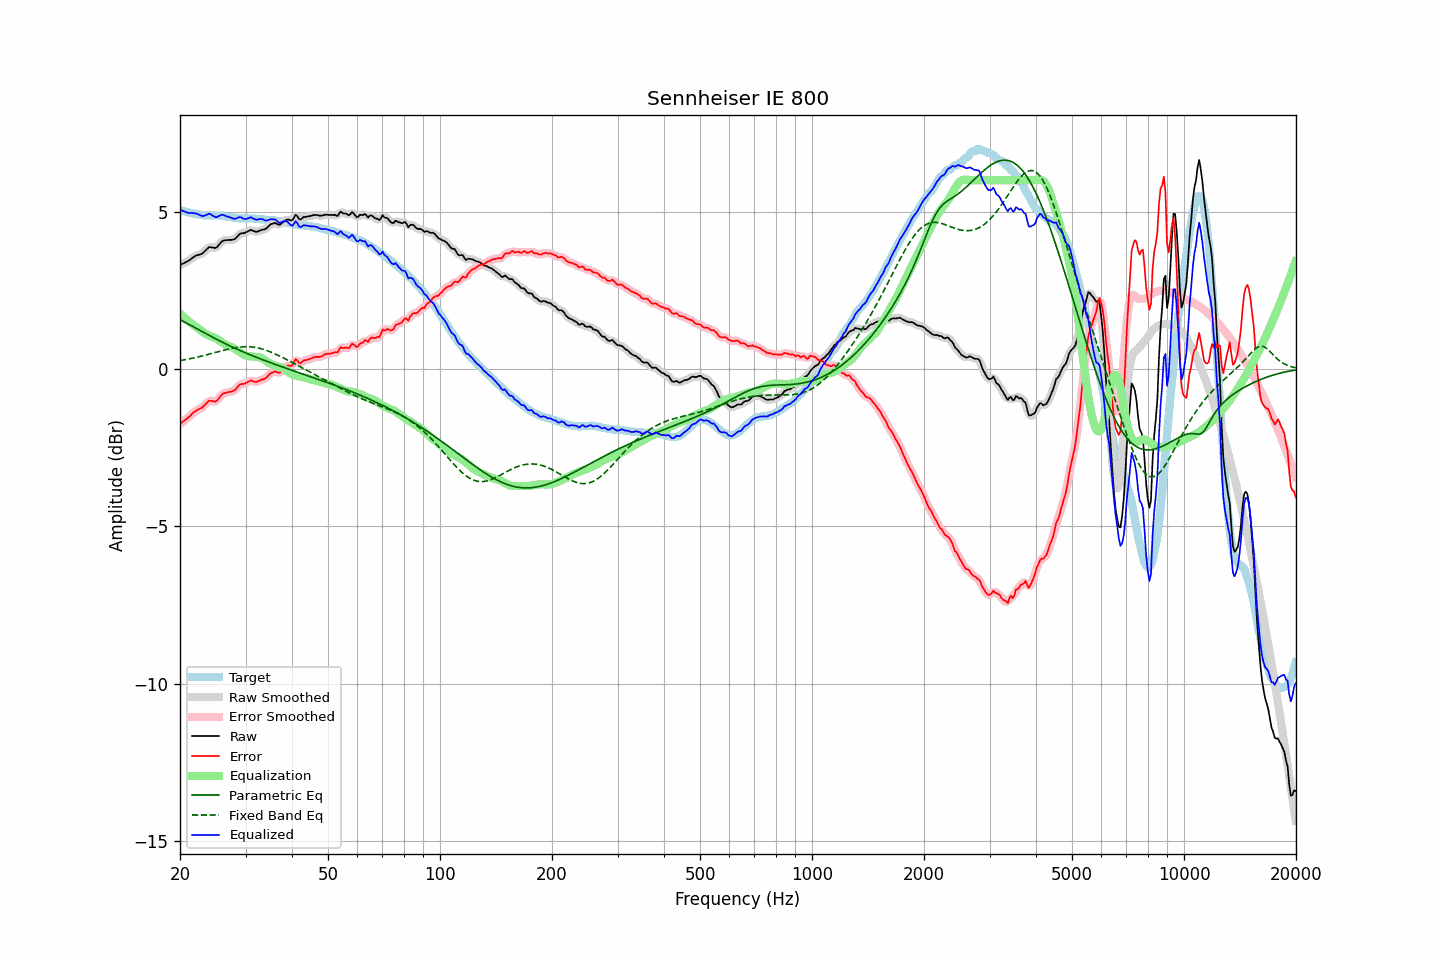 Sennheiser IE 800
Amplitude (dBr)
5
0
−5
−10
−15
Target
Raw Smoothed
Error Smoothed
Raw
Error
Equalization
Parametric Eq
Fixed Band Eq
Equalized
20 50 100 200 500 1000 2000 5000 10000 20000
Frequency (Hz)